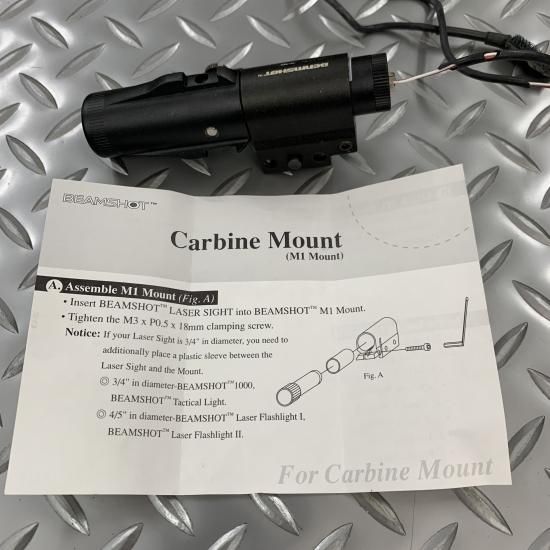 BEAMSHOT™
BEAMSHOT™
Carbine Mount
(M1 Mount)
A. Assemble M1 Mount (Fig. A)
• Insert BEAMSHOT™ LASER SIGHT into BEAMSHOT™ M1 Mount.
• Tighten the M3 x P0.5 x 18mm clamping screw.
Notice: If your Laser Sight is 3/4" in diameter, you need to
additionally place a plastic sleeve between the
Laser Sight and the Mount.
◎ 3/4" in diameter-BEAMSHOT™1000,
BEAMSHOT™ Tactical Light.
◎ 4/5" in diameter-BEAMSHOT™ Laser Flashlight I,
BEAMSHOT™ Laser Flashlight II.
Fig. A
For Carbine Mount